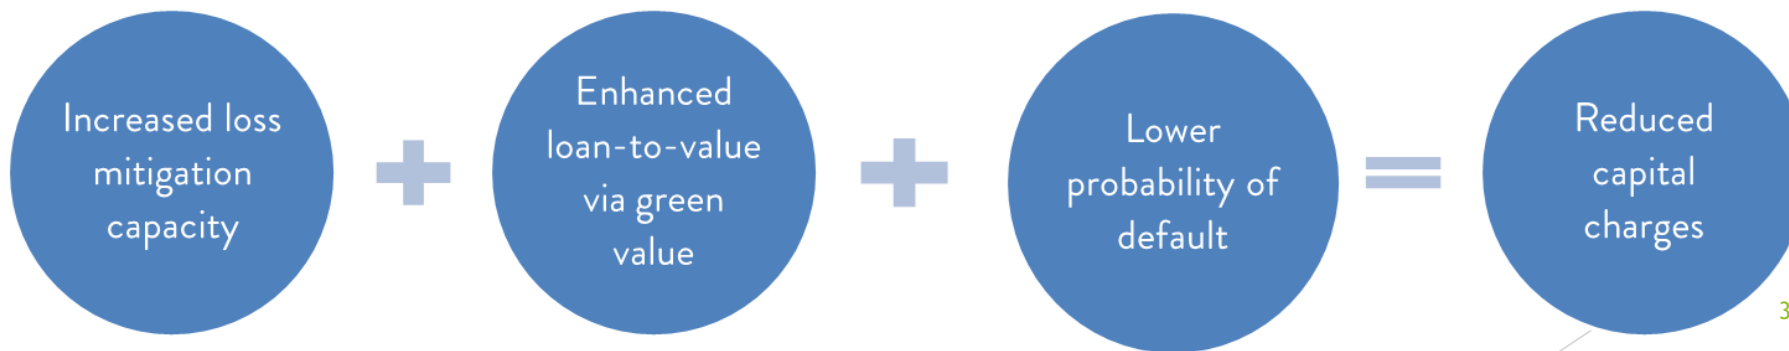 Increased loss
mitigation
capacity
Enhanced
loan-to-value
via green
value
Lower
probability of
default
Reduced
capital
charges
3